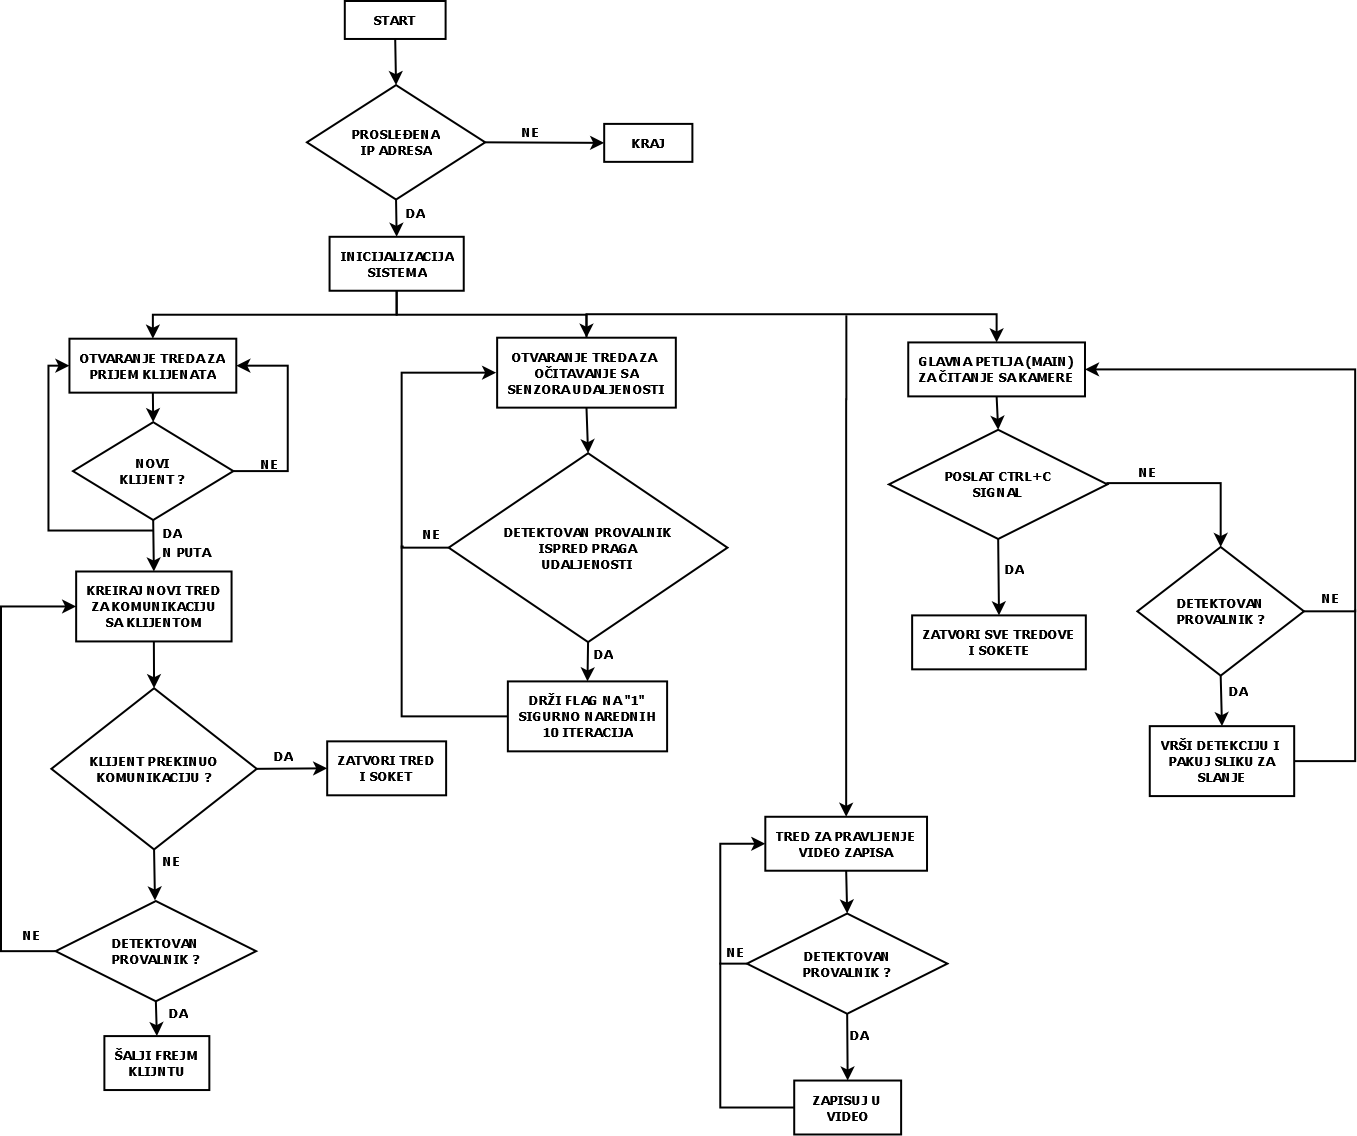 START
PROSLEĐENA
IP ADRESA
NE
KRAJ
DA
INICIJALIZACIJA
SISTEMA
OTVARANJE TREDA ZA
PRIJEM KLIJENATA
NOVI
KLIJENT ?
NE
DA
N PUTA
KREIRAJ NOVI TRED
ZA KOMUNIKACIJU
SA KLIJENTOM
KLIJENT PREKINUO
KOMUNIKACIJU ?
DA
ZATVORI TRED
I SOKET
NE
DETEKTOVAN
PROVALNIK ?
NE
DA
ŠALJI FREJM
KLIJNTU
OTVARANJE TREDA ZA
OČITAVANJE SA
SENZORA UDALJENOSTI
DETEKTOVAN PROVALNIK
ISPRED PRAGA
UDALJENOSTI
NE
DA
DRŽI FLAG NA "1"
SIGURNO NAREDNIH
10 ITERACIJA
TRED ZA PRAVLJENJE
VIDEO ZAPISA
DETEKTOVAN
PROVALNIK ?
NE
DA
ZAPISUJ U
VIDEO
GLAVNA PETLJA (MAIN)
ZA ČITANJE SA KAMERE
POSLAT CTRL+C
SIGNAL
NE
DA
ZATVORI SVE TREDOVE
I SOKETE
DETEKTOVAN
PROVALNIK ?
NE
DA
VRŠI DETEKCIJU I
PAKUJ SLIKU ZA
SLANJE